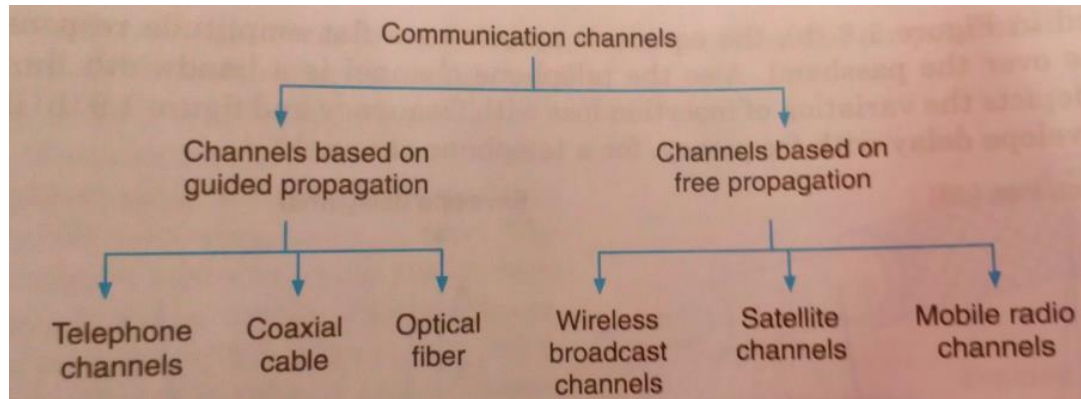 Communication channels
Channels based on
guided propagation
Channels based on
free propagation
Telephone
channels
Coaxial
cable
Optical
fiber
Wireless
broadcast
channels
Satellite
channels
Mobile radio
channels